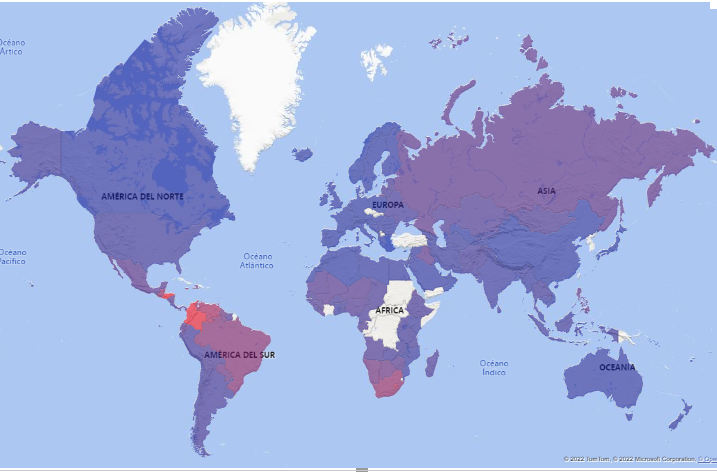 Océano
Ártico
AMÉRICA DEL NORTE
EUROPA
ASIA
Océano
Pacífico
Océano
Atlántico
ÁFRICA
AMÉRICA DEL SUR
Océano
Índico
OCEANÍA
© 2022 TomTom, © 2022 Microsoft Corporation, © Ope